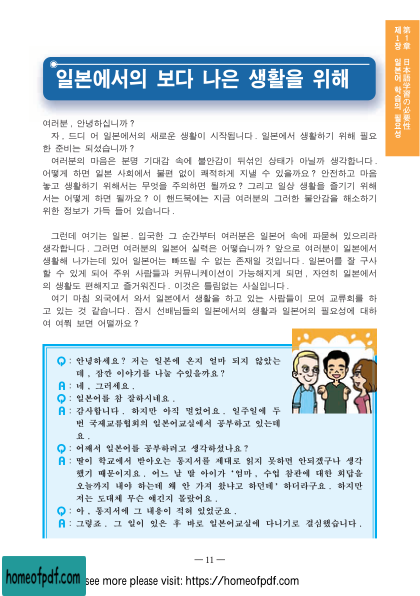 第1章 日本語学習の必要性
제1장 일본어 학습의 필요성
일본에서의 보다 나은 생활을 위해
여러분, 안녕하십니까?
자, 드디어 일본에서의 새로운 생활이 시작됩니다. 일본에서 생활하기 위해 필요
한 준비는 되셨습니까?
여러분의 마음은 분명 기대감 속에 불안감이 뒤섞인 상태가 아닐까 생각합니다.
어떻게 하면 일본 사회에서 불편 없이 쾌적하게 지낼 수 있을까요? 안전하고 마음
놓고 생활하기 위해서는 무엇을 주의하면 될까요? 그리고 일상 생활을 즐기기 위해
서는 어떻게 하면 될까요? 이 핸드북에는 지금 여러분의 그러한 불안감을 해소하기
위한 정보가 가득 들어 있습니다.
그런데 여기는 일본. 입국한 그 순간부터 여러분은 일본어 속에 파묻혀 있으리라
생각합니다. 그러면 여러분의 일본어 실력은 어떻습니까? 앞으로 여러분이 일본에서
생활해 나가는데 있어 일본어는 빠뜨릴 수 없는 존재일 것입니다. 일본어를 잘 구사
할 수 있게 되어 주위 사람들과 커뮤니케이션이 가능해지게 되면, 자연히 일본에서
의 생활도 편해지고 즐거워진다. 이것은 틀림없는 사실입니다.
여기 마침 외국에서 와서 일본에서 생활을 하고 있는 사람들이 모여 교류회를 하
고 있는 것 같습니다. 잠시 선배님들의 일본에서의 생활과 일본어의 필요성에 대하
여 여쭤 보면 어떨까요?
Q: 안녕하세요? 저는 일본에 온지 얼마 되지 않았는
데, 잠깐 이야기를 나눌 수있을까요?
A: 네, 그러세요.
Q: 일본어를 참 잘하시네요.
A: 감사합니다. 하지만 아직 멀었어요. 일주일에 두
번 국제교류협회의 일본어교실에서 공부하고 있는데
요.
Q: 어째서 일본어를 공부하려고 생각하셨나요?
A: 딸이 학교에서 받아오는 통지서를 제대로 읽지 못하면 안되겠구나 생각
했기 때문이지요. 어느 날 딸 아이가 '엄마, 수업 참관에 대한 회답을
오늘까지 내야 하는데 왜 안 가져 왔냐고 하던데' 하더라구요. 하지만
저는 도대체 무슨 얘긴지 몰랐어요.
Q: 아, 통지서에 그 내용이 적혀 있었군요.
A: 그렇죠. 그 일이 있은 후 바로 일본어교실에 다니기로 결심했습니다.
— 11 —
homeofpdf.com
see more please visit: https://homeofpdf.com